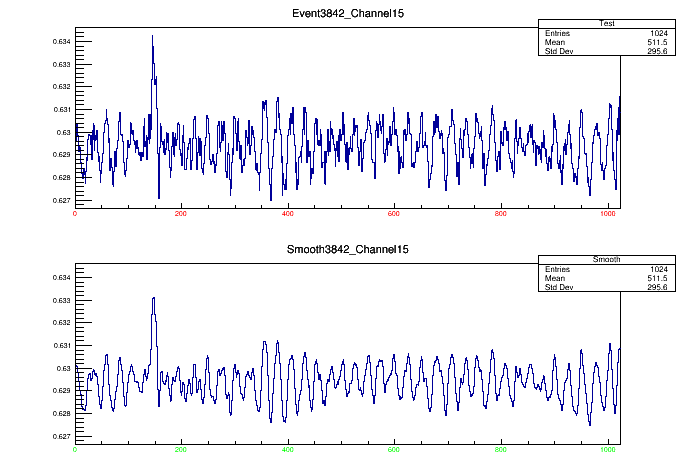 Event3842_Channel15
Test
Entries 1024
Mean 511.5
Std Dev 295.6
0.634
0.633
0.632
0.631
0.63
0.629
0.628
0.627
0 200 400 600 800 1000
Smooth3842_Channel15
Smooth
Entries 1024
Mean 511.5
Std Dev 295.6
0.634
0.633
0.632
0.631
0.63
0.629
0.628
0.627
0 200 400 600 800 1000